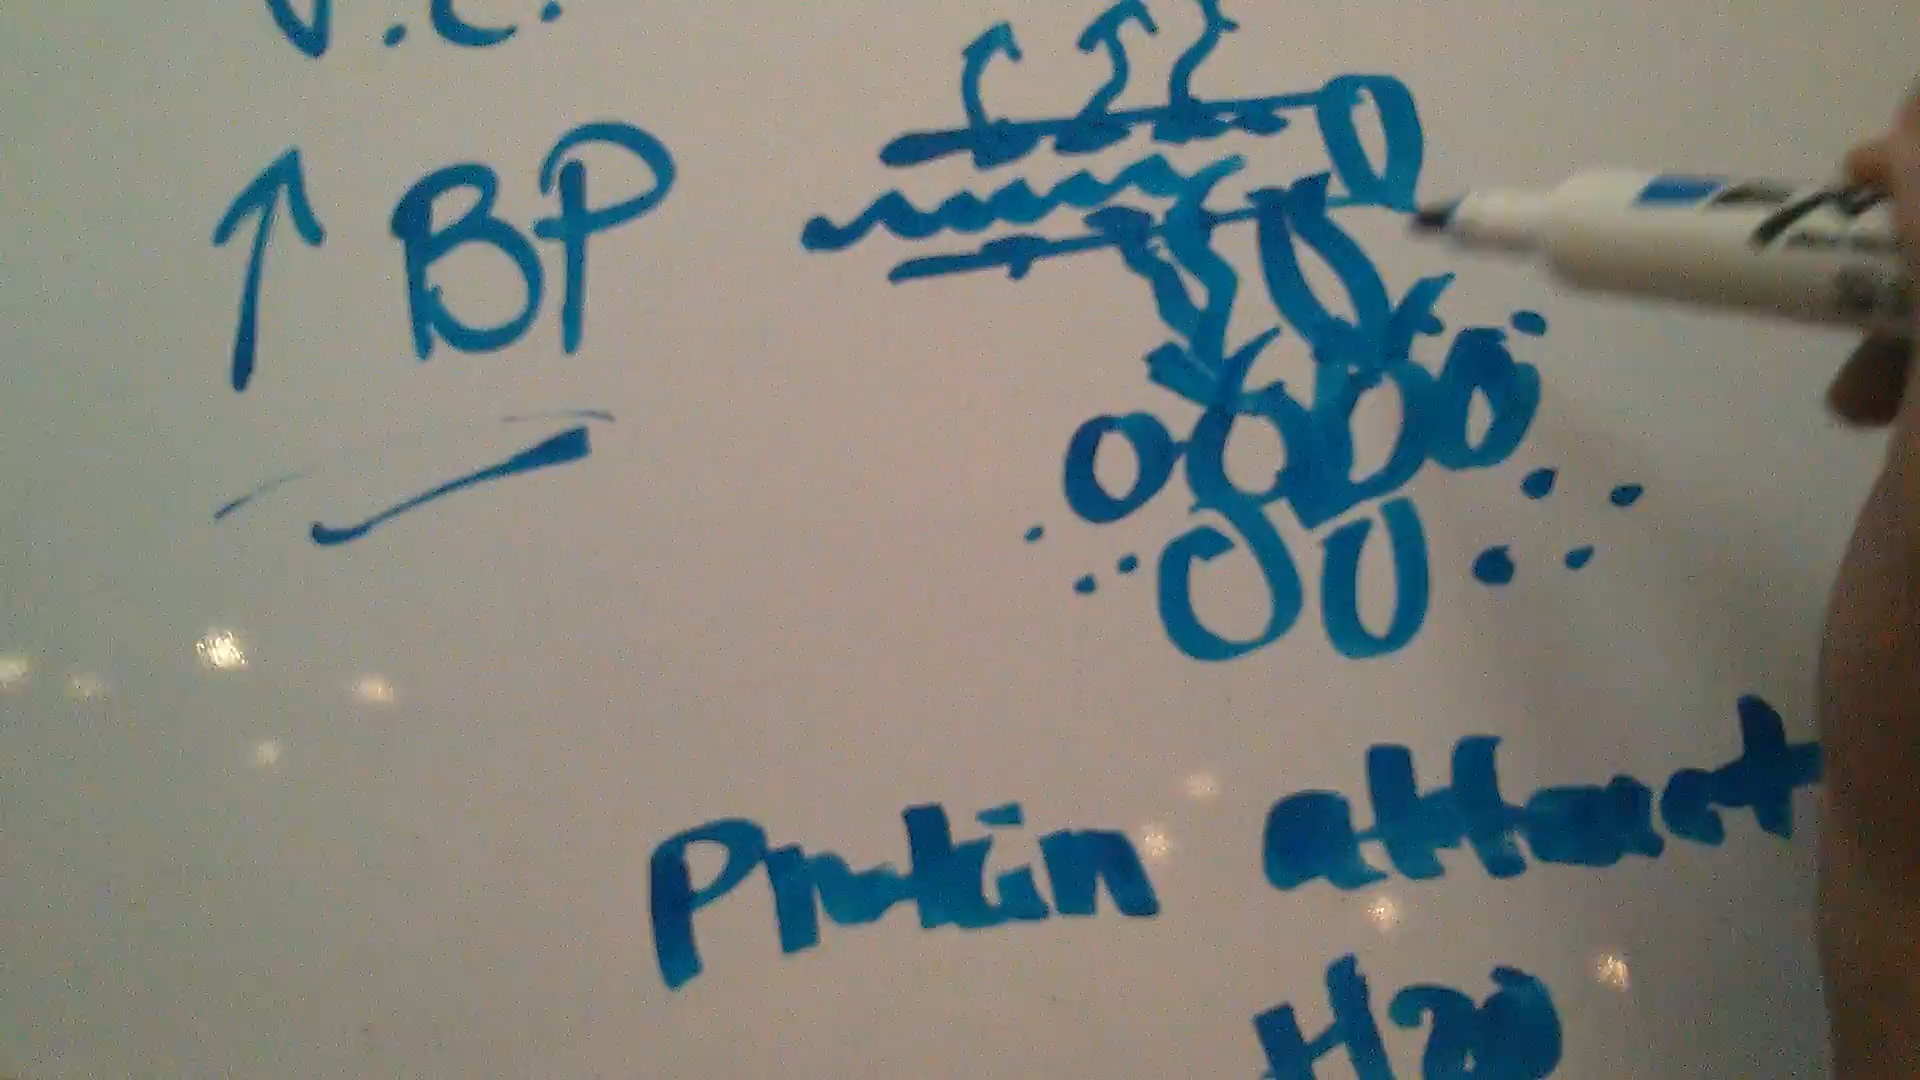 V.C.
↑ BP
Protein attract
H2O